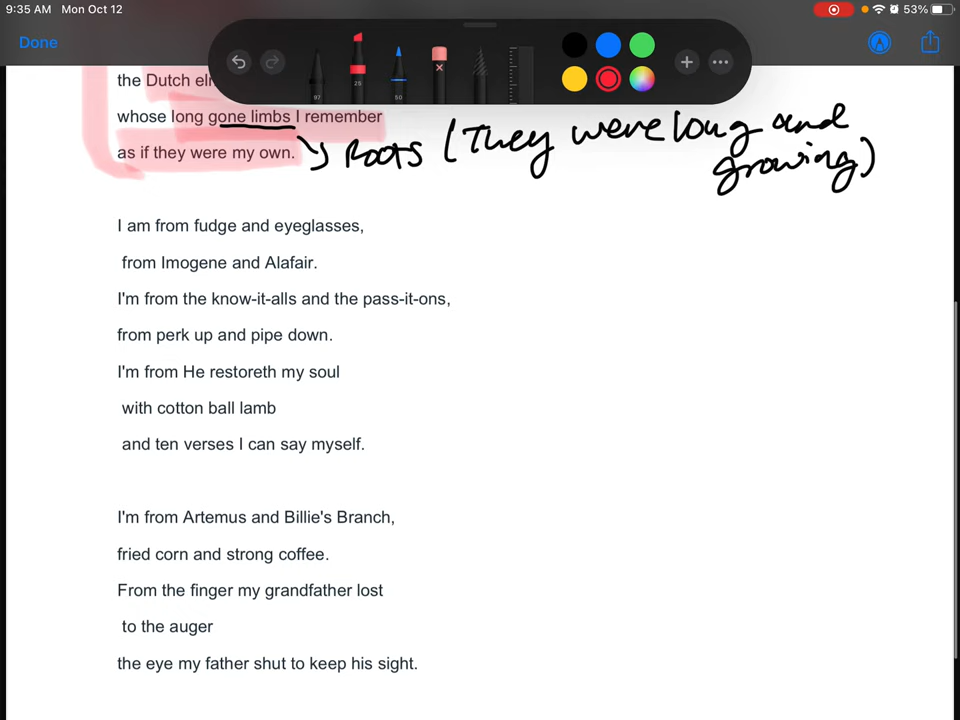 9:35 AM Mon Oct 12
53%
Done
97
25
50
the Dutch
whose long gone limbs I remember
as if they were my own.
Roots (They were long and
growing)
I am from fudge and eyeglasses,
from Imogene and Alafair.
I'm from the know-it-alls and the pass-it-ons,
from perk up and pipe down.
I'm from He restoreth my soul
with cotton ball lamb
and ten verses I can say myself.
I'm from Artemus and Billie's Branch,
fried corn and strong coffee.
From the finger my grandfather lost
to the auger
the eye my father shut to keep his sight.